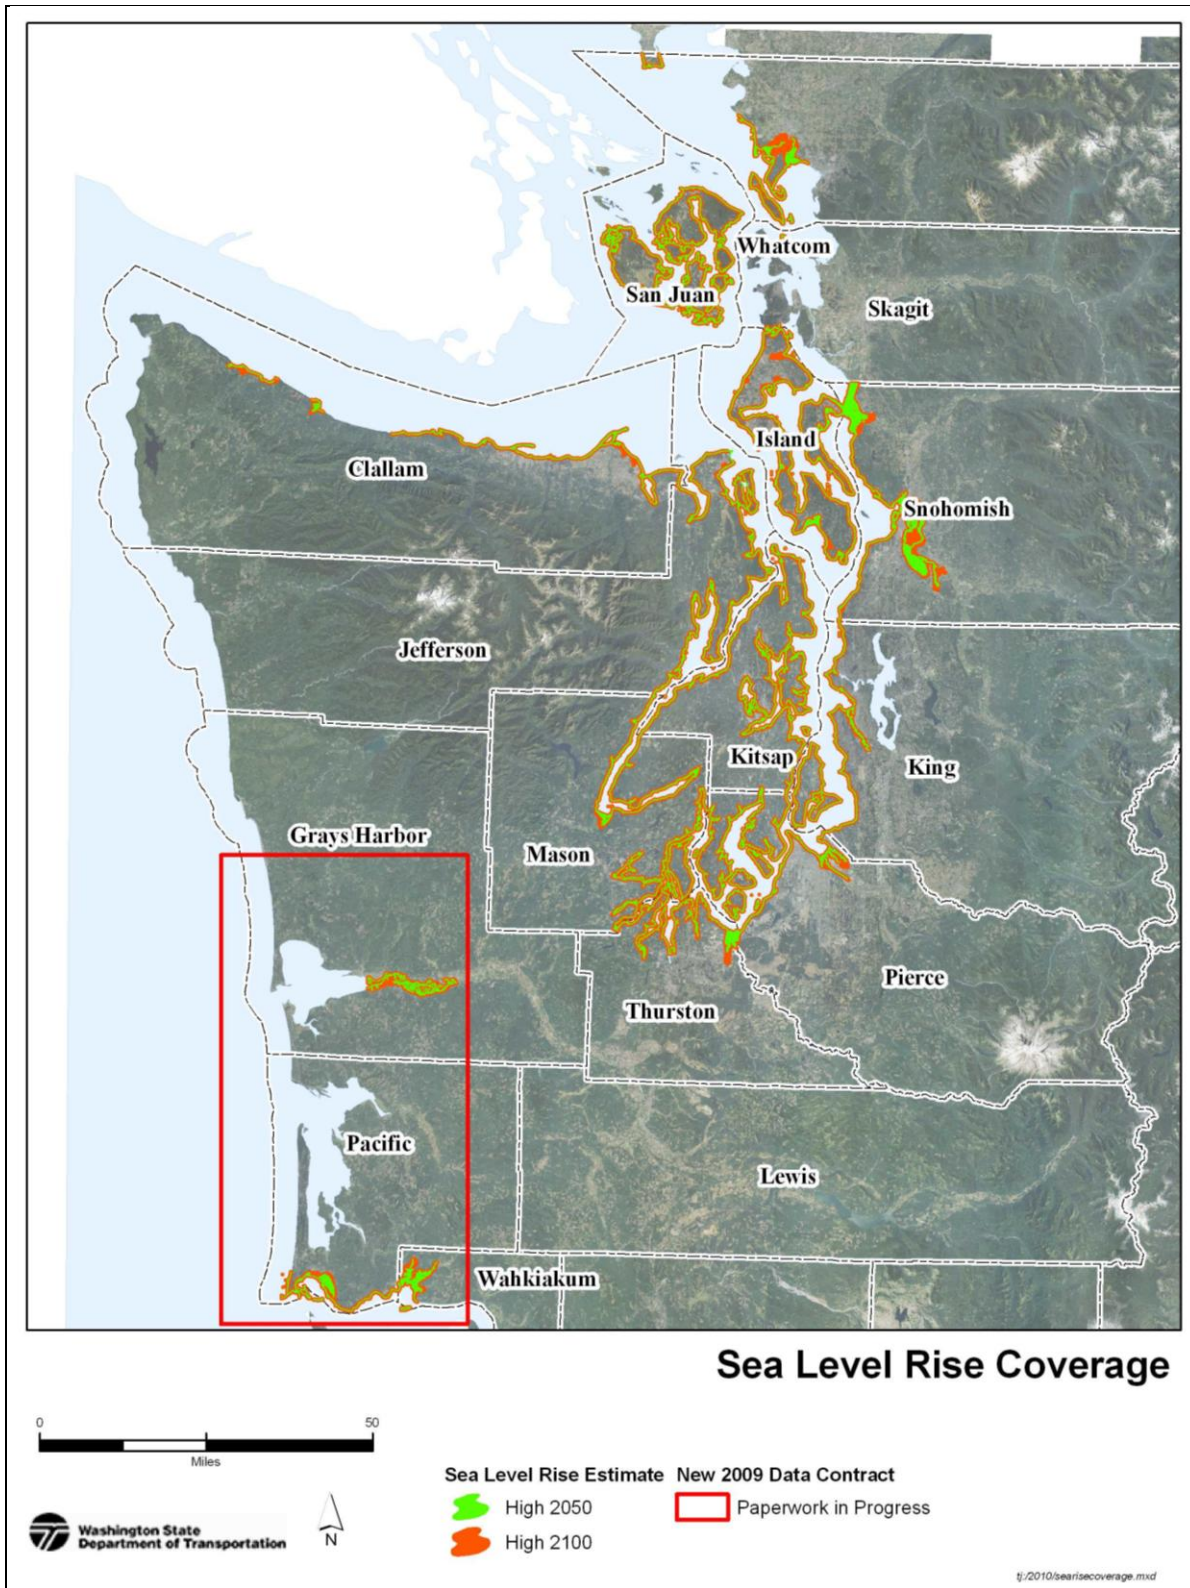 Whatcom
San Juan
Skagit
Island
Clallam
Snohomish
Jefferson
Kitsap
King
Grays Harbor
Mason
Pierce
Thurston
Pacific
Lewis
Wahkiakum
Sea Level Rise Coverage
0 50
Miles
Sea Level Rise Estimate New 2009 Data Contract
High 2050 Paperwork in Progress
High 2100
Washington State
Department of Transportation
N
tj:/2010/searisecoverage.mxd